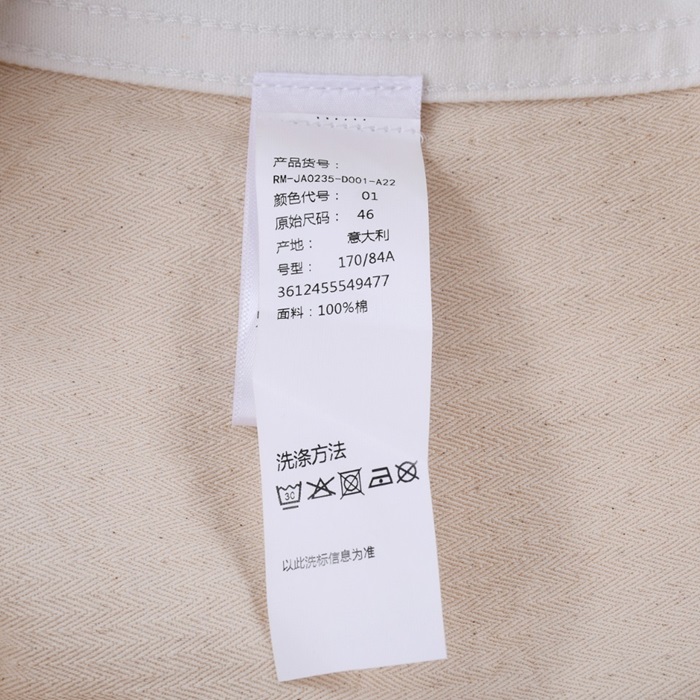 产品货号：
RM-JA0235-D001-A22
颜色代号： 01
原始尺码： 46
产地： 意大利
号型： 170/84A
3612455549477
面料：100%棉
洗涤方法
30
以此洗标信息为准